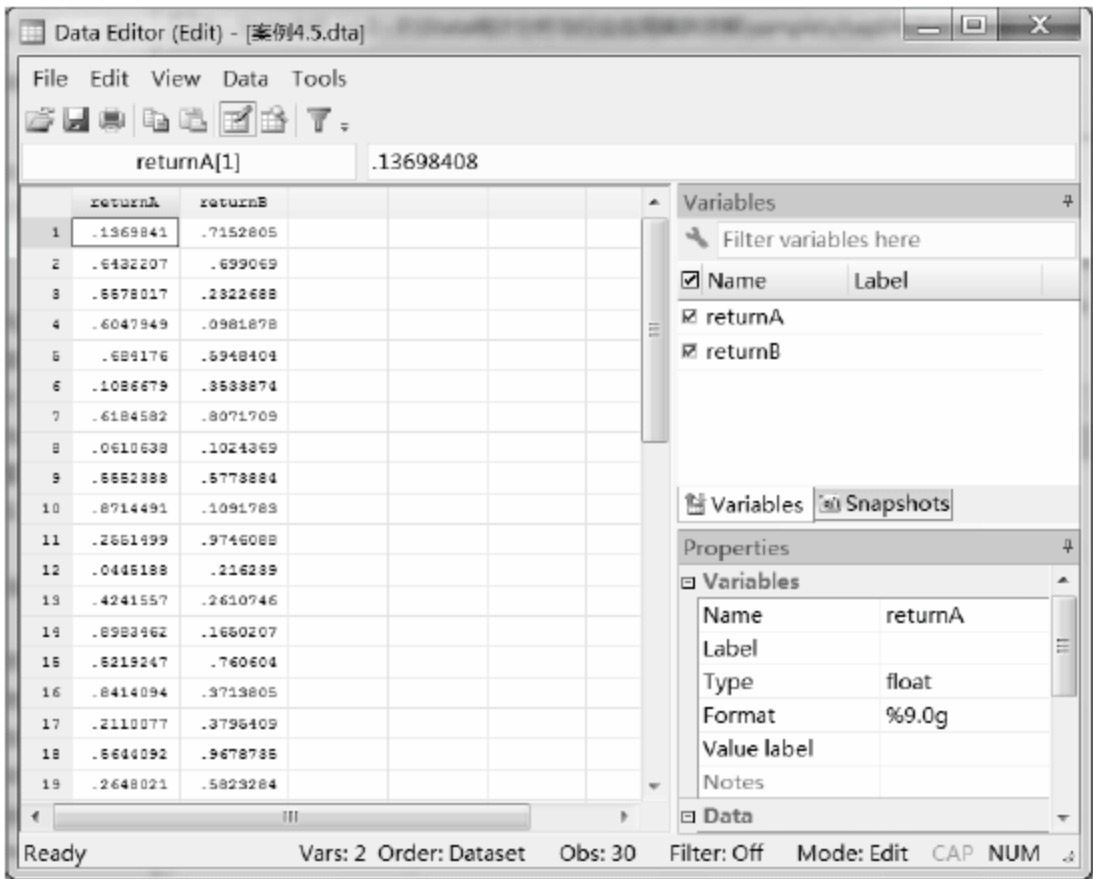 Data Editor (Edit) - [案例4.5.dta]
File Edit View Data Tools
returnA[1] .13698408
returnA returnB
1 .1369841 .7152805
2 .6432207 .699069
3 .5578017 .2322688
4 .6047949 .0981878
5 .684176 .5948404
6 .1086679 .3533874
7 .6184582 .8071709
8 .0610638 .1024369
9 .5552388 .5773884
10 .8714491 .1091783
11 .2551499 .9746088
12 .0445188 .216239
13 .4241557 .2610746
14 .8983462 .1650207
15 .5219247 .760604
16 .8414094 .3713805
17 .2110077 .3795409
18 .5644092 .9678735
19 .2648021 .5823284
Variables
Filter variables here
Name Label
returnA
returnB
Variables Snapshots
Properties
Variables
Name returnA
Label
Type float
Format %9.0g
Value label
Notes
Data
Ready Vars: 2 Order: Dataset Obs: 30 Filter: Off Mode: Edit CAP NUM